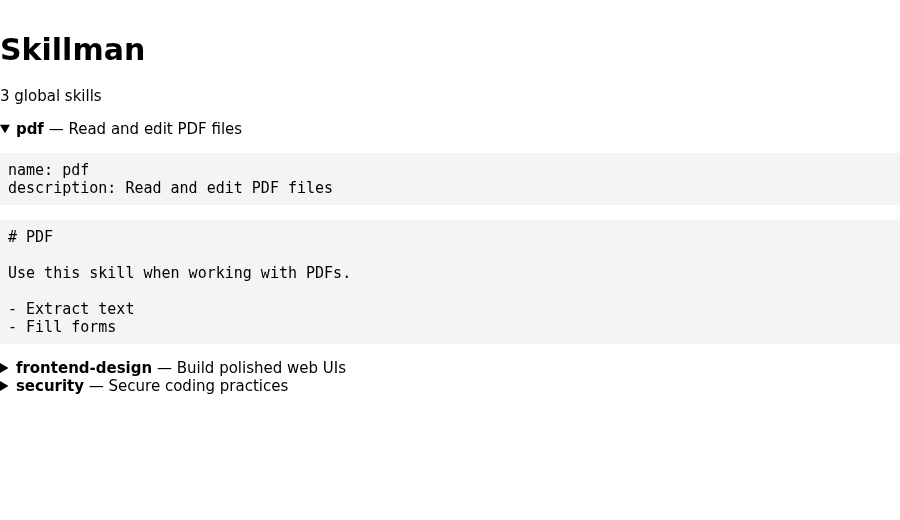 Skillman
3 global skills
pdf — Read and edit PDF files
name: pdf
description: Read and edit PDF files
# PDF
Use this skill when working with PDFs.
- Extract text
- Fill forms
frontend-design — Build polished web UIs
security — Secure coding practices